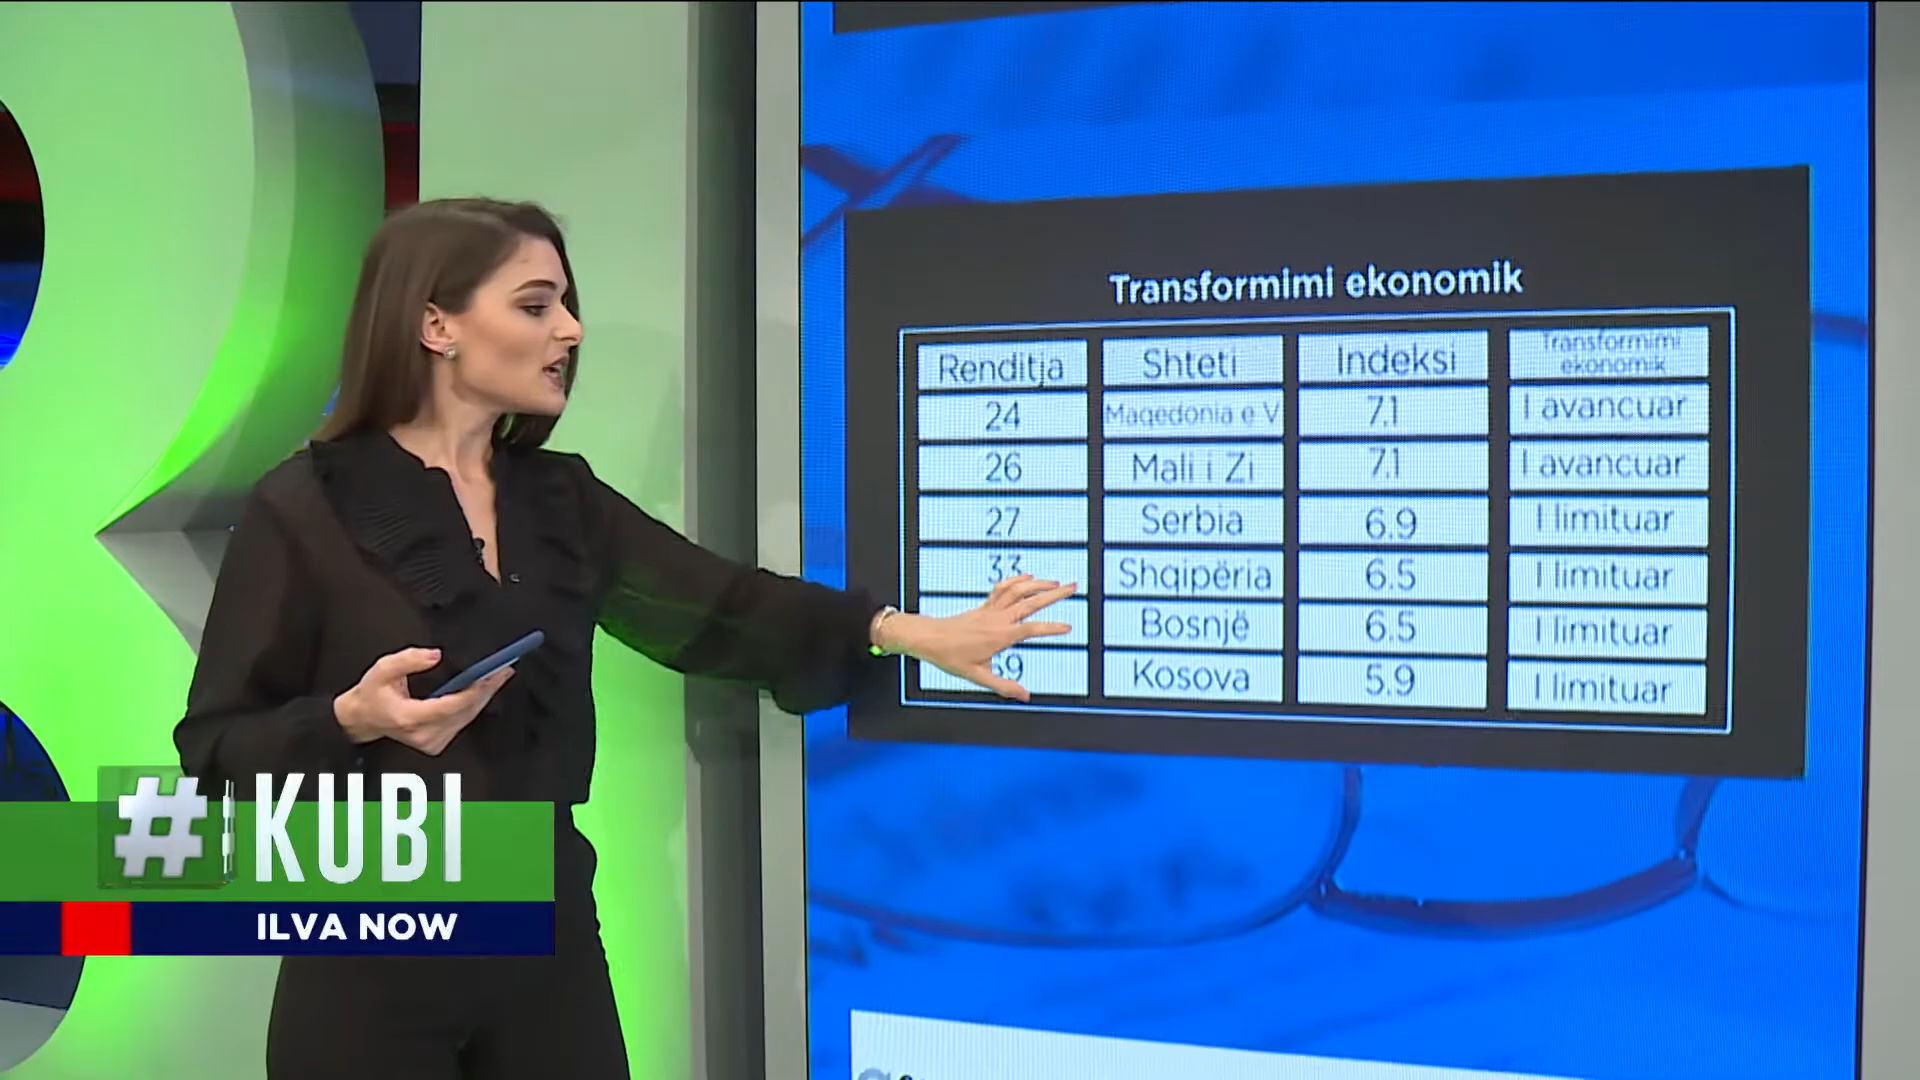 Transformimi ekonomik
Renditja Shteti Indeksi Transformimi ekonomik
24 Maqedonia e V 7.1 I avancuar
26 Mali i Zi 7.1 I avancuar
27 Serbia 6.9 I limituar
33 Shqipëria 6.5 I limituar
Bosnjë 6.5 I limituar
Kosova 5.9 I limituar
# KUBI
ILVA NOW